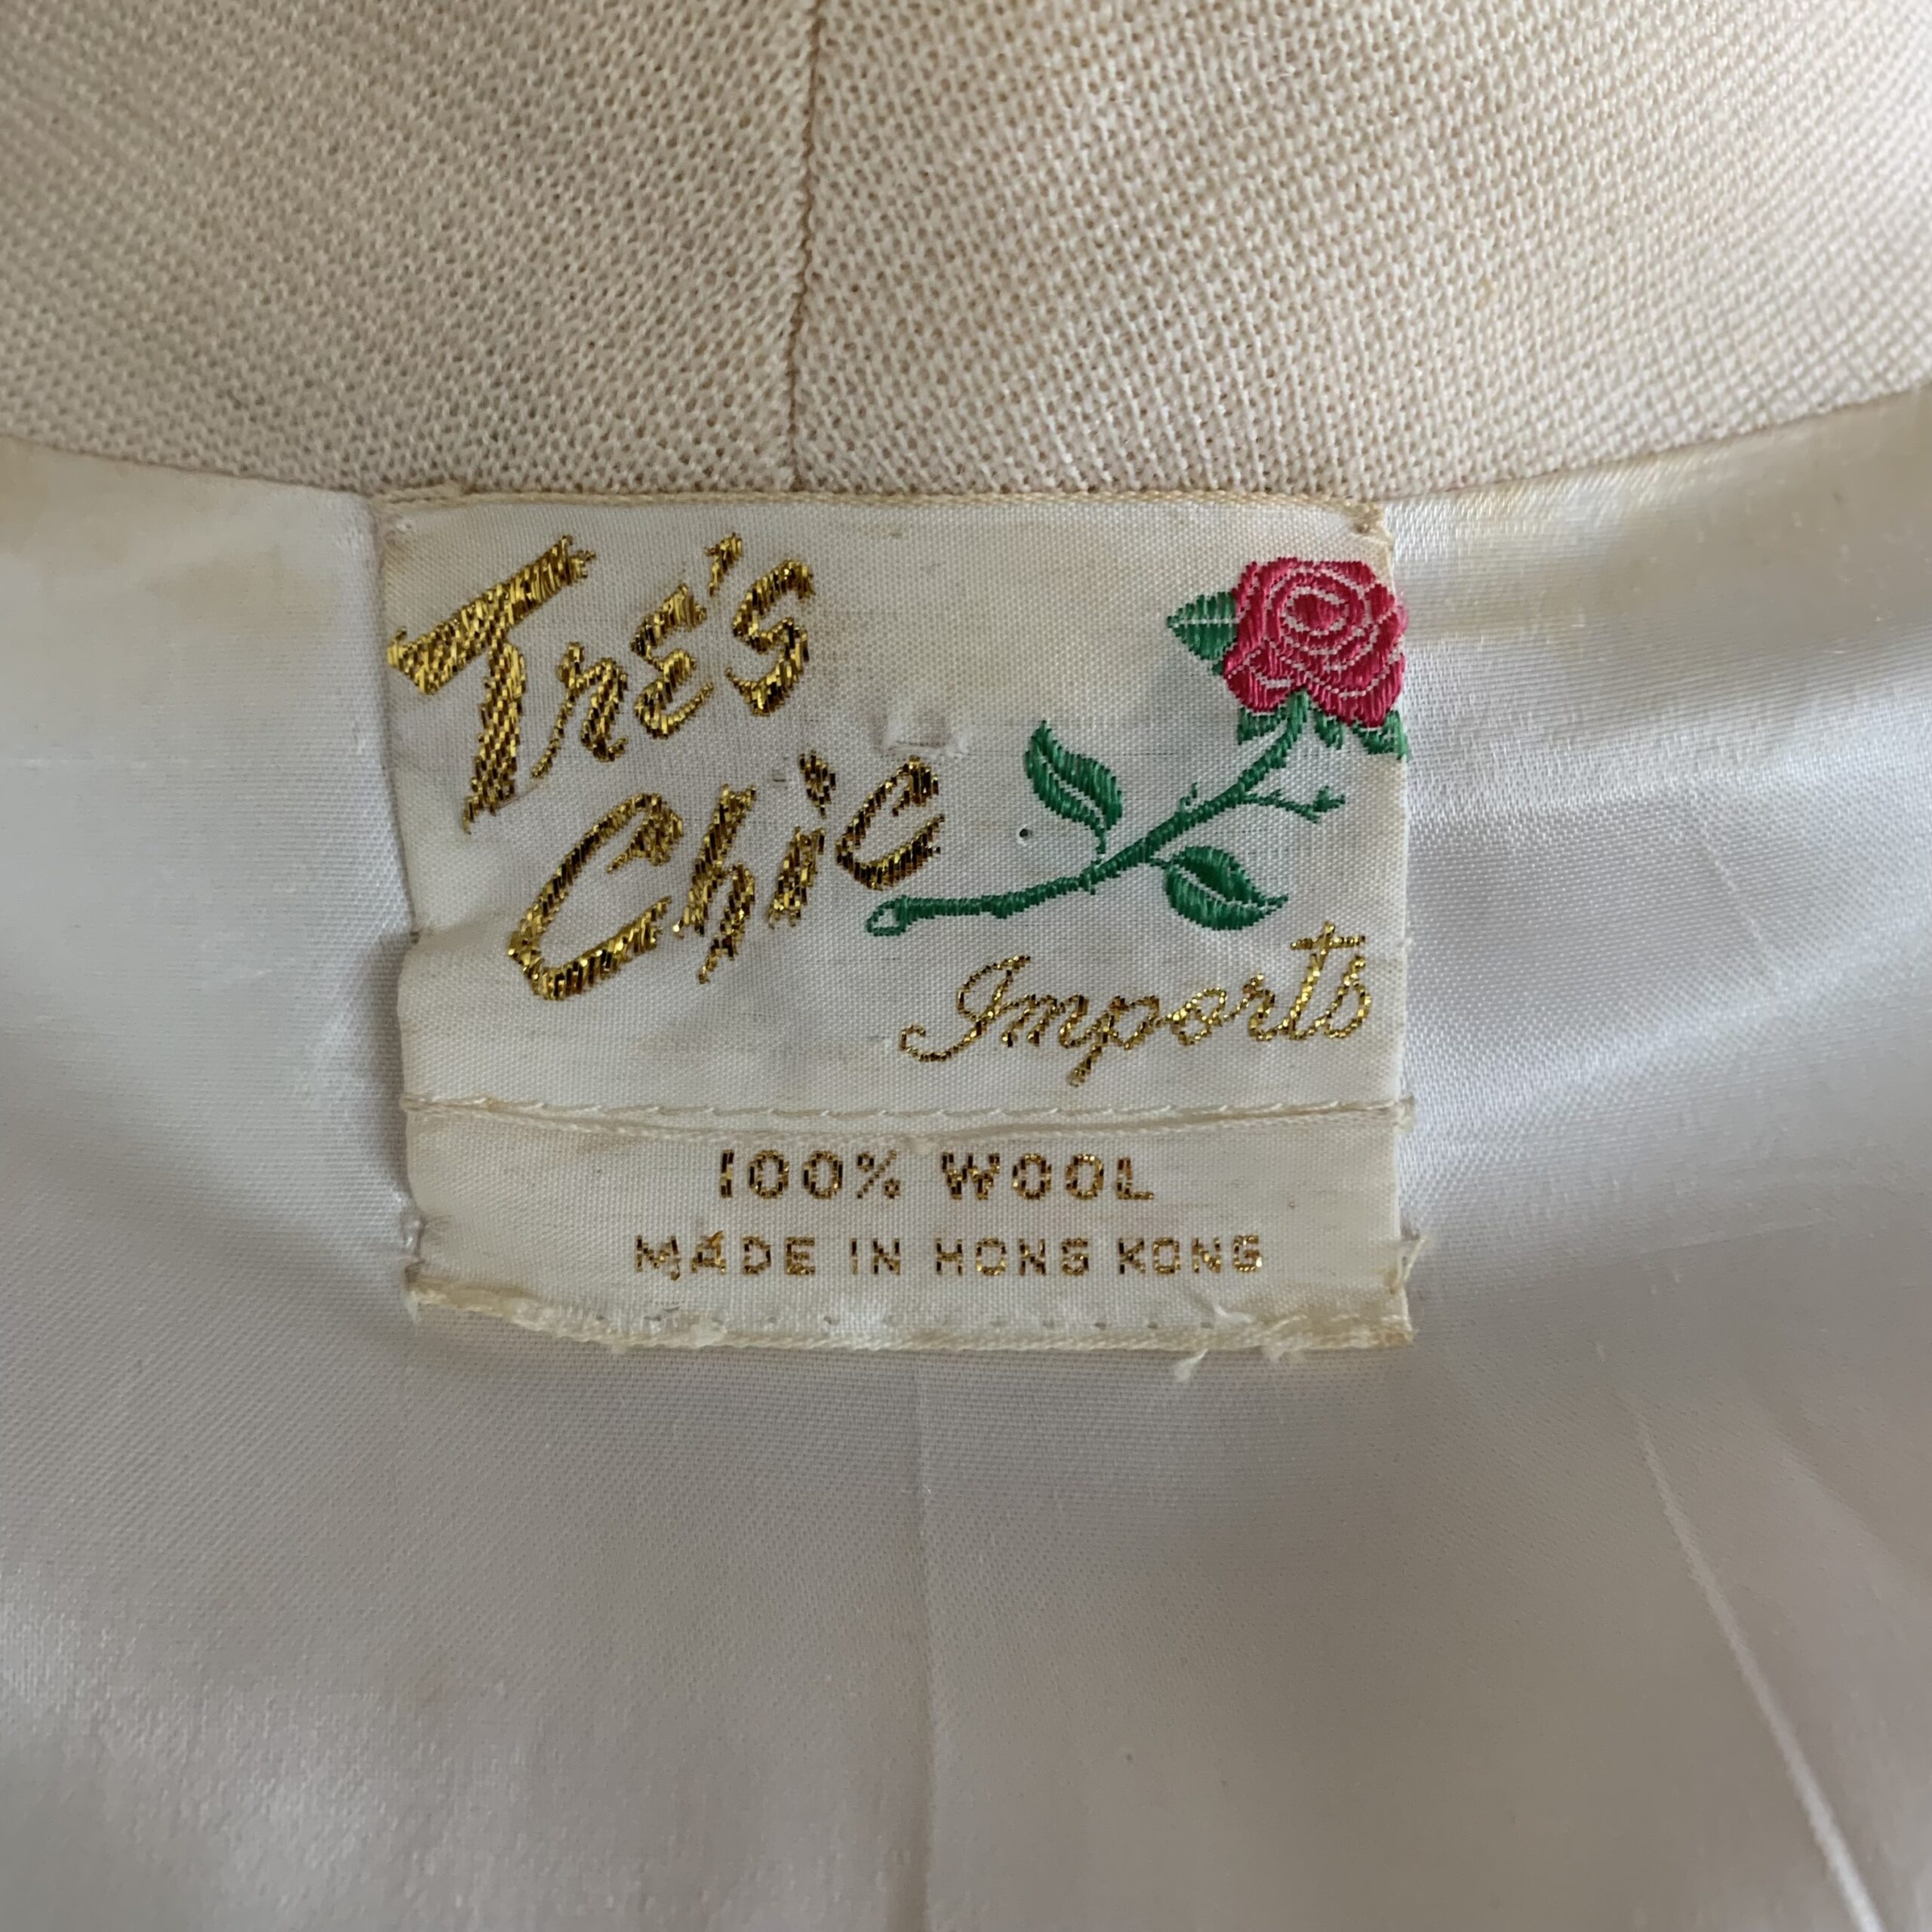 Tre's
Chic
Imports
100% WOOL
MADE IN HONG KONG